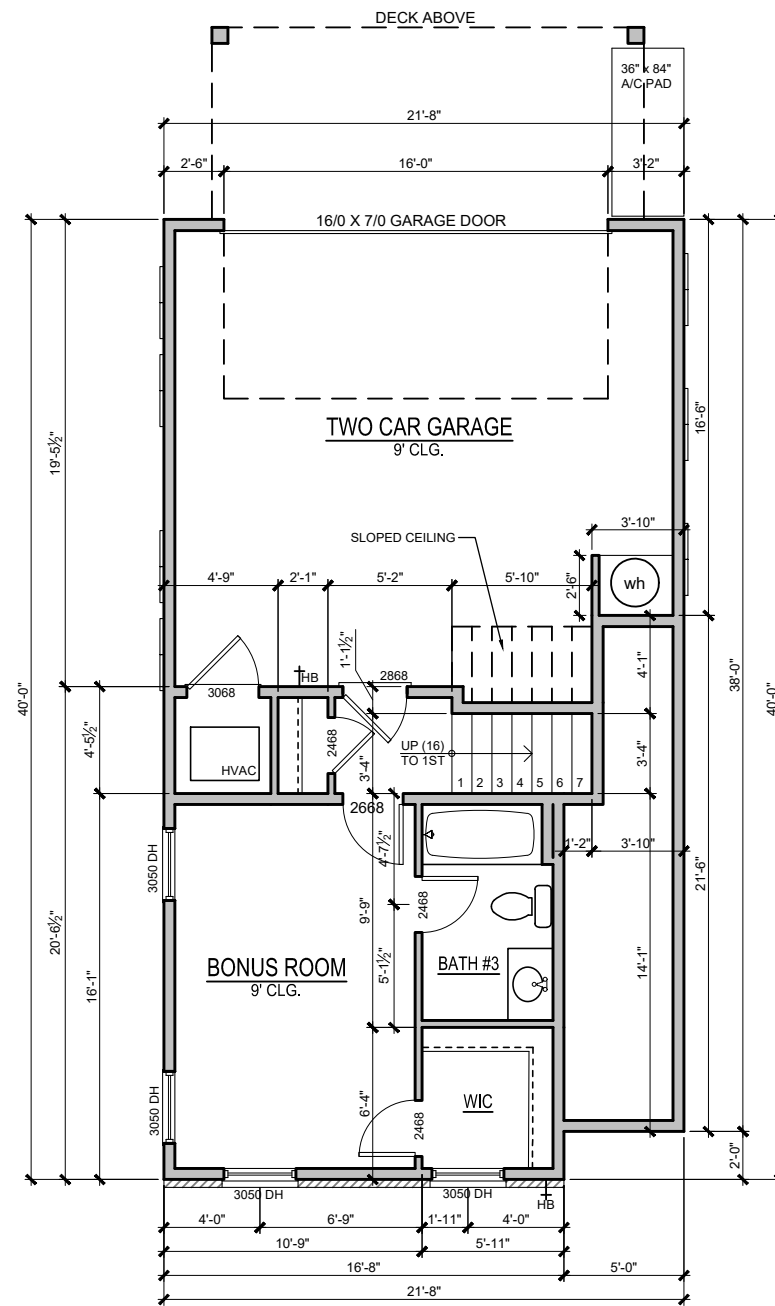 DECK ABOVE
36" x 84"
A/C PAD
21'-8"
2'-6"
16'-0"
3'-2"
16/0 X 7/0 GARAGE DOOR
TWO CAR GARAGE
9' CLG.
19'-5½"
16'-6"
SLOPED CEILING
3'-10"
4'-9"
2'-1"
5'-2"
5'-10"
2'-6"
wh
1'-1½"
4'-1"
40'-0"
38'-0"
40'-0"
HB
2868
3068
4'-5½"
2468
UP (16)
TO 1ST
3'-4"
3'-4"
HVAC
1 2 3 4 5 6 7
2668
1'-2"
3'-10"
3050 DH
4'-7½"
2468
9'-9"
21'-6"
20'-6½"
16'-1"
BONUS ROOM
9' CLG.
5'-1½"
BATH #3
14'-1"
3050 DH
6'-4"
2468
WIC
2'-0"
3050 DH
3050 DH
HB
4'-0"
6'-9"
1'-11"
4'-0"
10'-9"
5'-11"
16'-8"
5'-0"
21'-8"